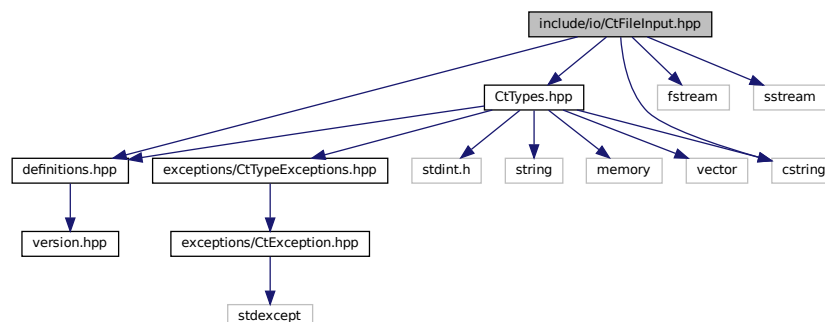 include/io/CtFileInput.hpp
CtTypes.hpp
fstream
sstream
definitions.hpp
exceptions/CtTypeExceptions.hpp
stdint.h
string
memory
vector
cstring
version.hpp
exceptions/CtException.hpp
stdexcept